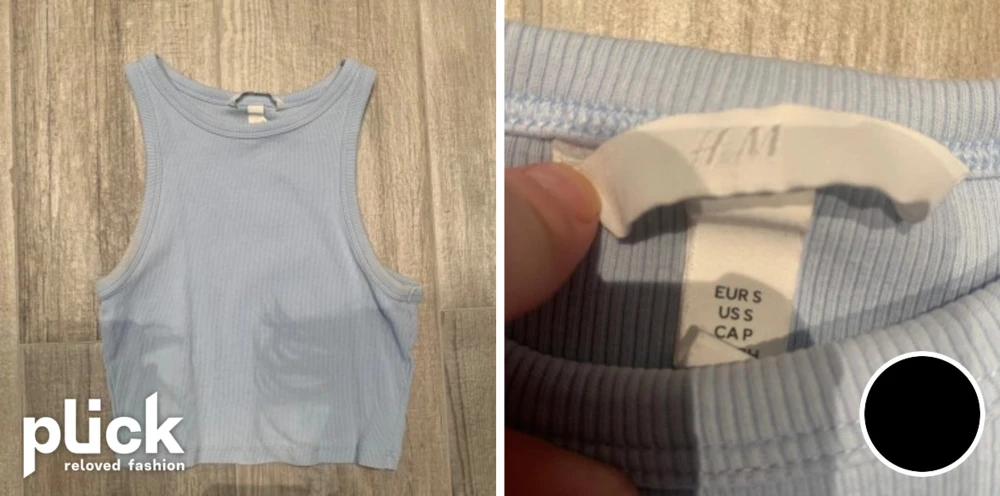 plick
reloved fashion
H&M
EUR S
US S
CA P